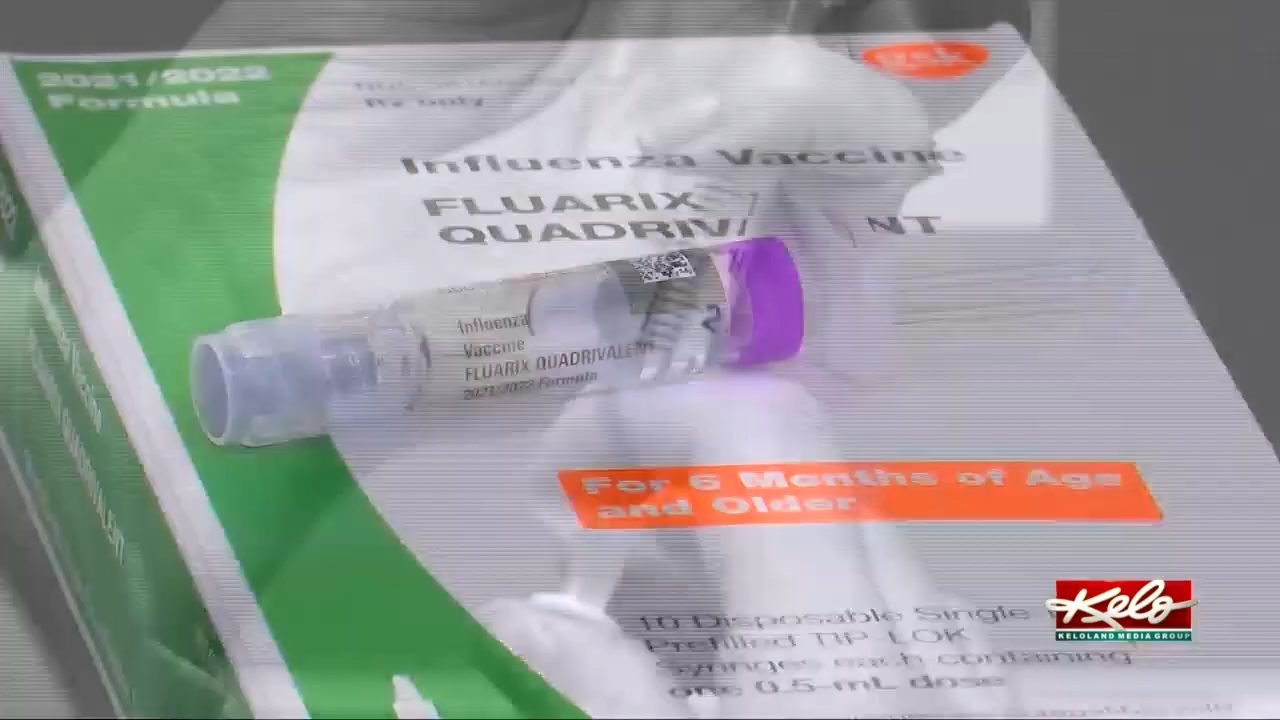 2021/2022
Formula
gsk
Rx only
Influenza Vaccine
FLUARIX
QUADRIV NT
Influenza
Vaccine
FLUARIX QUADRIVALENT
2021-2022 Formula
2
For 6 Months of Age
and Older
10 Disposable Single
Prefilled TIP-LOK
Syringes each containing
one 0.5-mL dose
Kelo
KELOLAND MEDIA GROUP